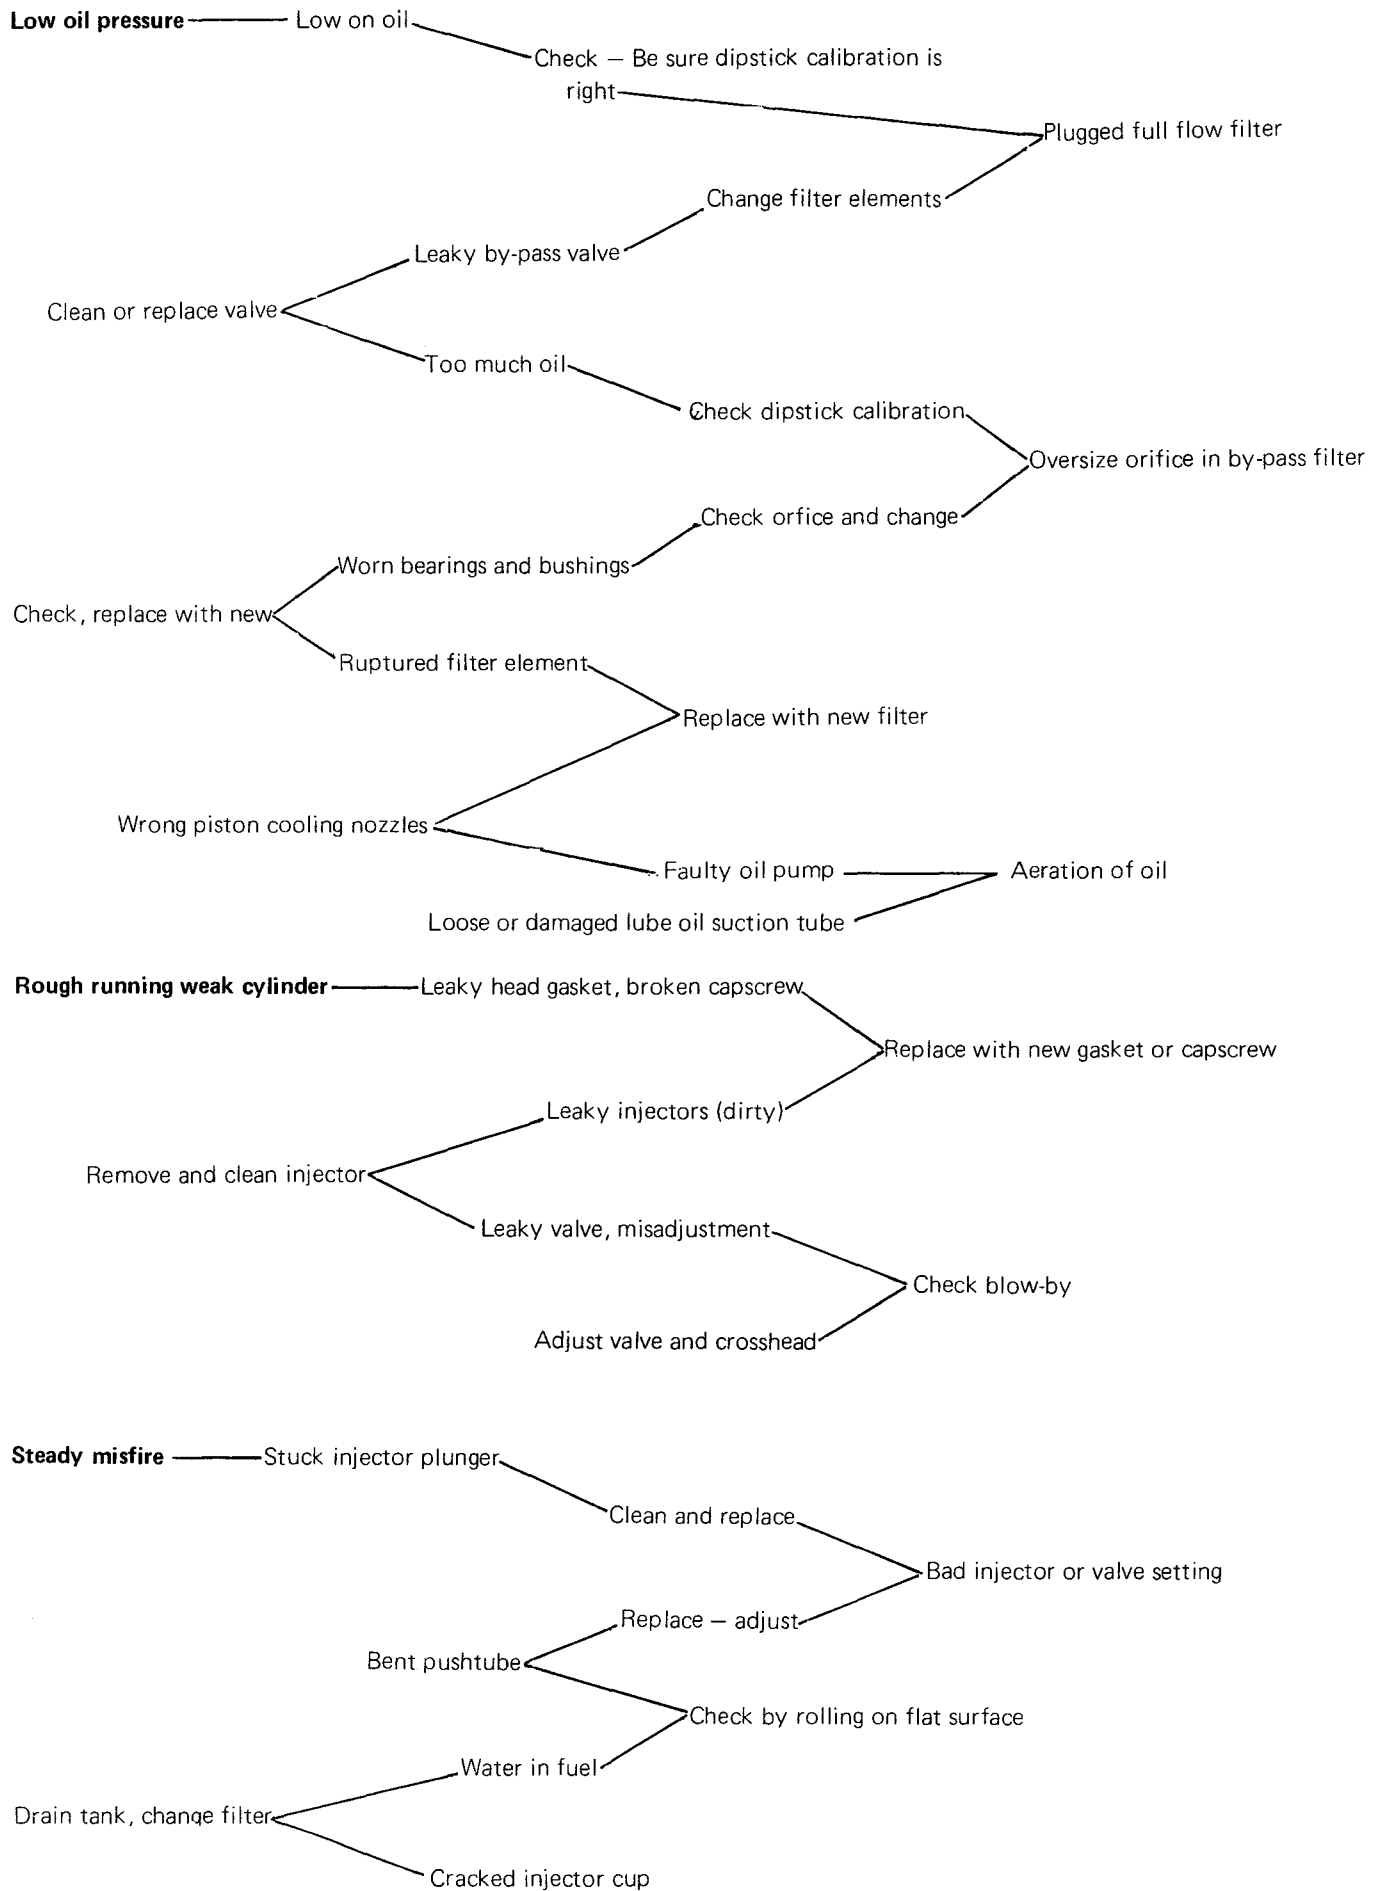 Low oil pressure
Low on oil
Check – Be sure dipstick calibration is
right
Plugged full flow filter
Change filter elements
Leaky by-pass valve
Clean or replace valve
Too much oil
Check dipstick calibration
Oversize orifice in by-pass filter
Check orfice and change
Worn bearings and bushings
Check, replace with new
Ruptured filter element
Replace with new filter
Wrong piston cooling nozzles
Faulty oil pump
Aeration of oil
Loose or damaged lube oil suction tube
Rough running weak cylinder
Leaky head gasket, broken capscrew
Replace with new gasket or capscrew
Leaky injectors (dirty)
Remove and clean injector
Leaky valve, misadjustment
Check blow-by
Adjust valve and crosshead
Steady misfire
Stuck injector plunger
Clean and replace
Bad injector or valve setting
Replace – adjust
Bent pushtube
Check by rolling on flat surface
Water in fuel
Drain tank, change filter
Cracked injector cup